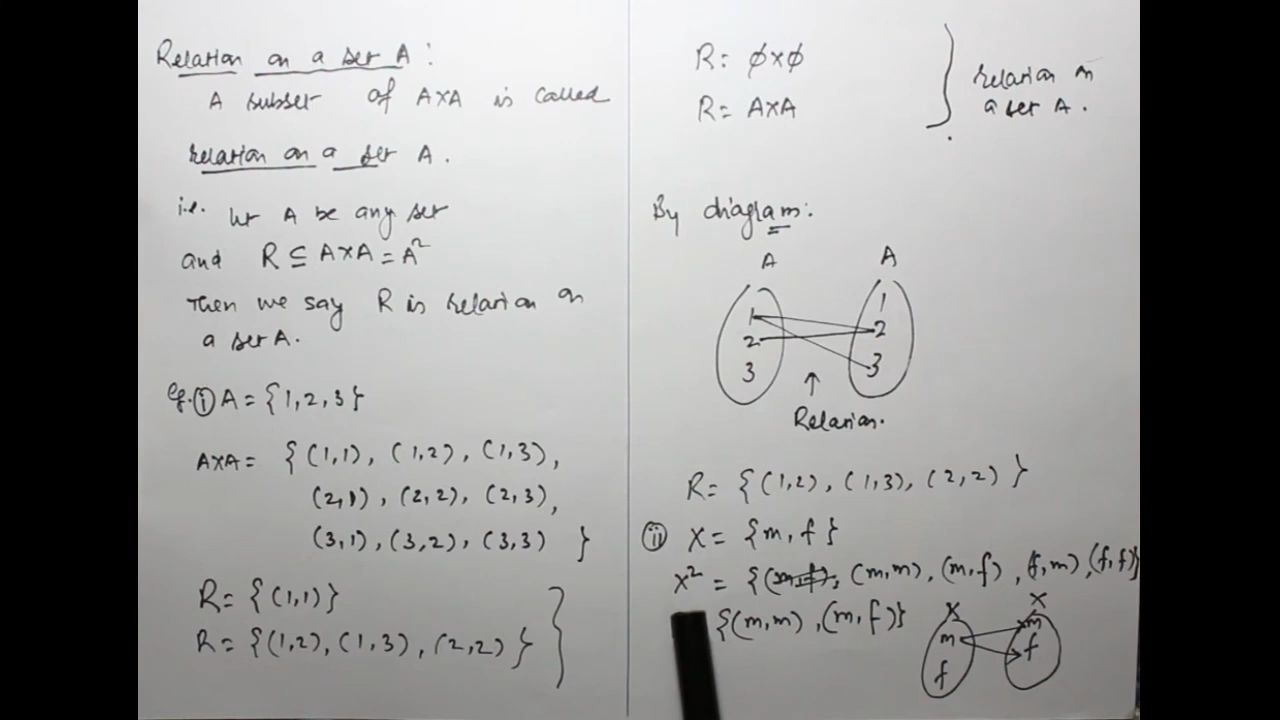 Relation on a set A :
A subset of A×A is called
relation on a set A.
i.e. let A be any set
and R ⊆ A×A = A²
Then we say R is relation on
a set A.
eg. (i) A = {1,2,3}
A×A = {(1,1), (1,2), (1,3),
(2,1), (2,2), (2,3),
(3,1), (3,2), (3,3) }
R = {(1,1)}
R = {(1,2), (1,3), (2,2)}
R = ϕ×ϕ
R = A×A
relation on
a set A.
By diagram:
A A
1 1
2 2
3 3
Relation.
R = {(1,2), (1,3), (2,2)}
(ii) X = {m, f}
X² = {(m,f), (m,m), (m,f), (f,m), (f,f)}
{(m,m), (m,f)}
X X
m m
f f